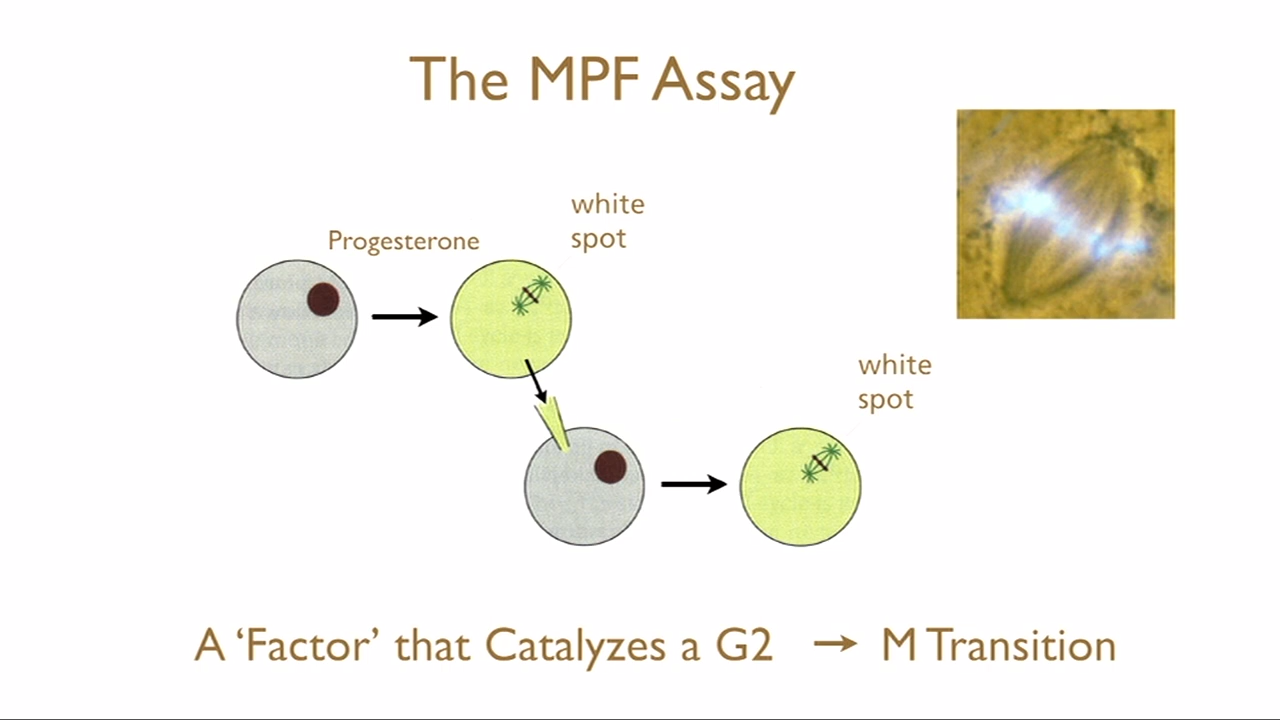 The MPF Assay
white
spot
Progesterone
white
spot
A ‘Factor’ that Catalyzes a G2 → M Transition